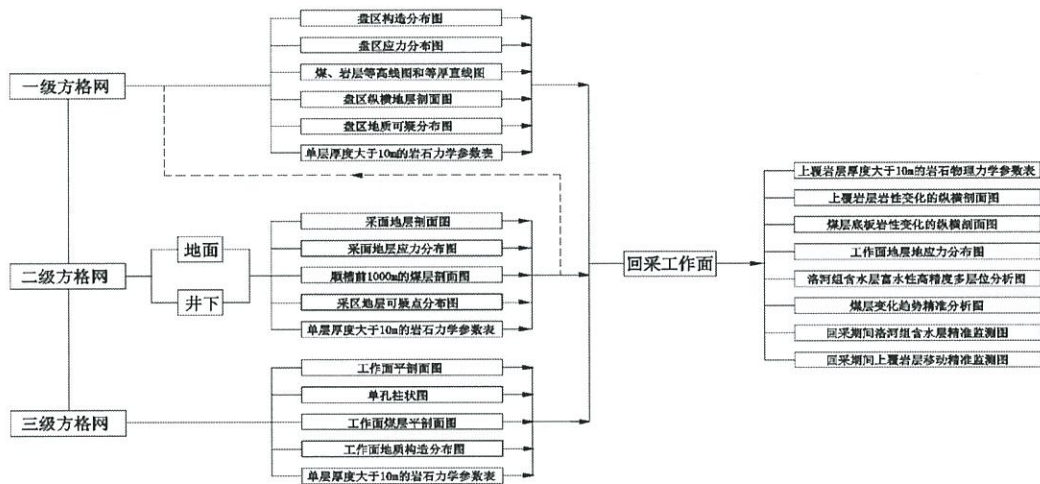 一级方格网
盘区构造分布图
盘区应力分布图
煤、岩层等高线图和等厚直线图
盘区纵横地层剖面图
盘区地质可疑分布图
单层厚度大于10m的岩石力学参数表
二级方格网
地面
井下
采面地层剖面图
采面地层应力分布图
顺槽前1000m的煤层剖面图
采区地层可疑点分布图
单层厚度大于10m的岩石力学参数表
三级方格网
工作面平剖面图
单孔柱状图
工作面煤层平剖面图
工作面地质构造分布图
单层厚度大于10m的岩石力学参数表
回采工作面
上覆岩层厚度大于10m的岩石物理力学参数表
上覆岩层岩性变化的纵横剖面图
煤层底板岩性变化的纵横剖面图
工作面地层地应力分布图
洛河组含水层富水性高精度多层位分析图
煤层变化趋势精准分析图
回采期间洛河组含水层精准监测图
回采期间上覆岩层移动精准监测图